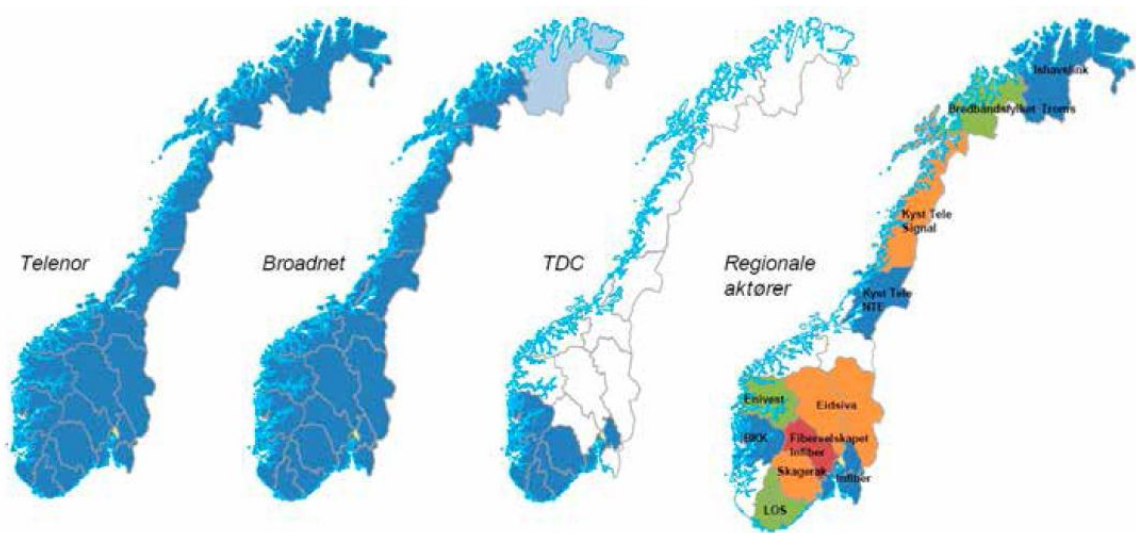 Telenor
Broadnet
TDC
Regionale
aktører
Ishavslink
Bredbåndsfylket Troms
Kyst Tele
Signal
Kyst Tele
NTE
Enivest
Eidsiva
BKK
Fiberselskapet
Infiber
Skagerak
Infiber
LOS